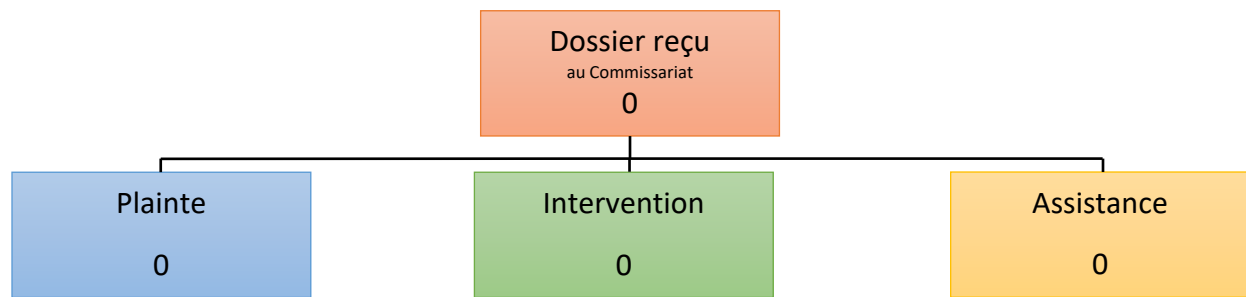 Dossier reçu
au Commissariat
0
Plainte
0
Intervention
0
Assistance
0